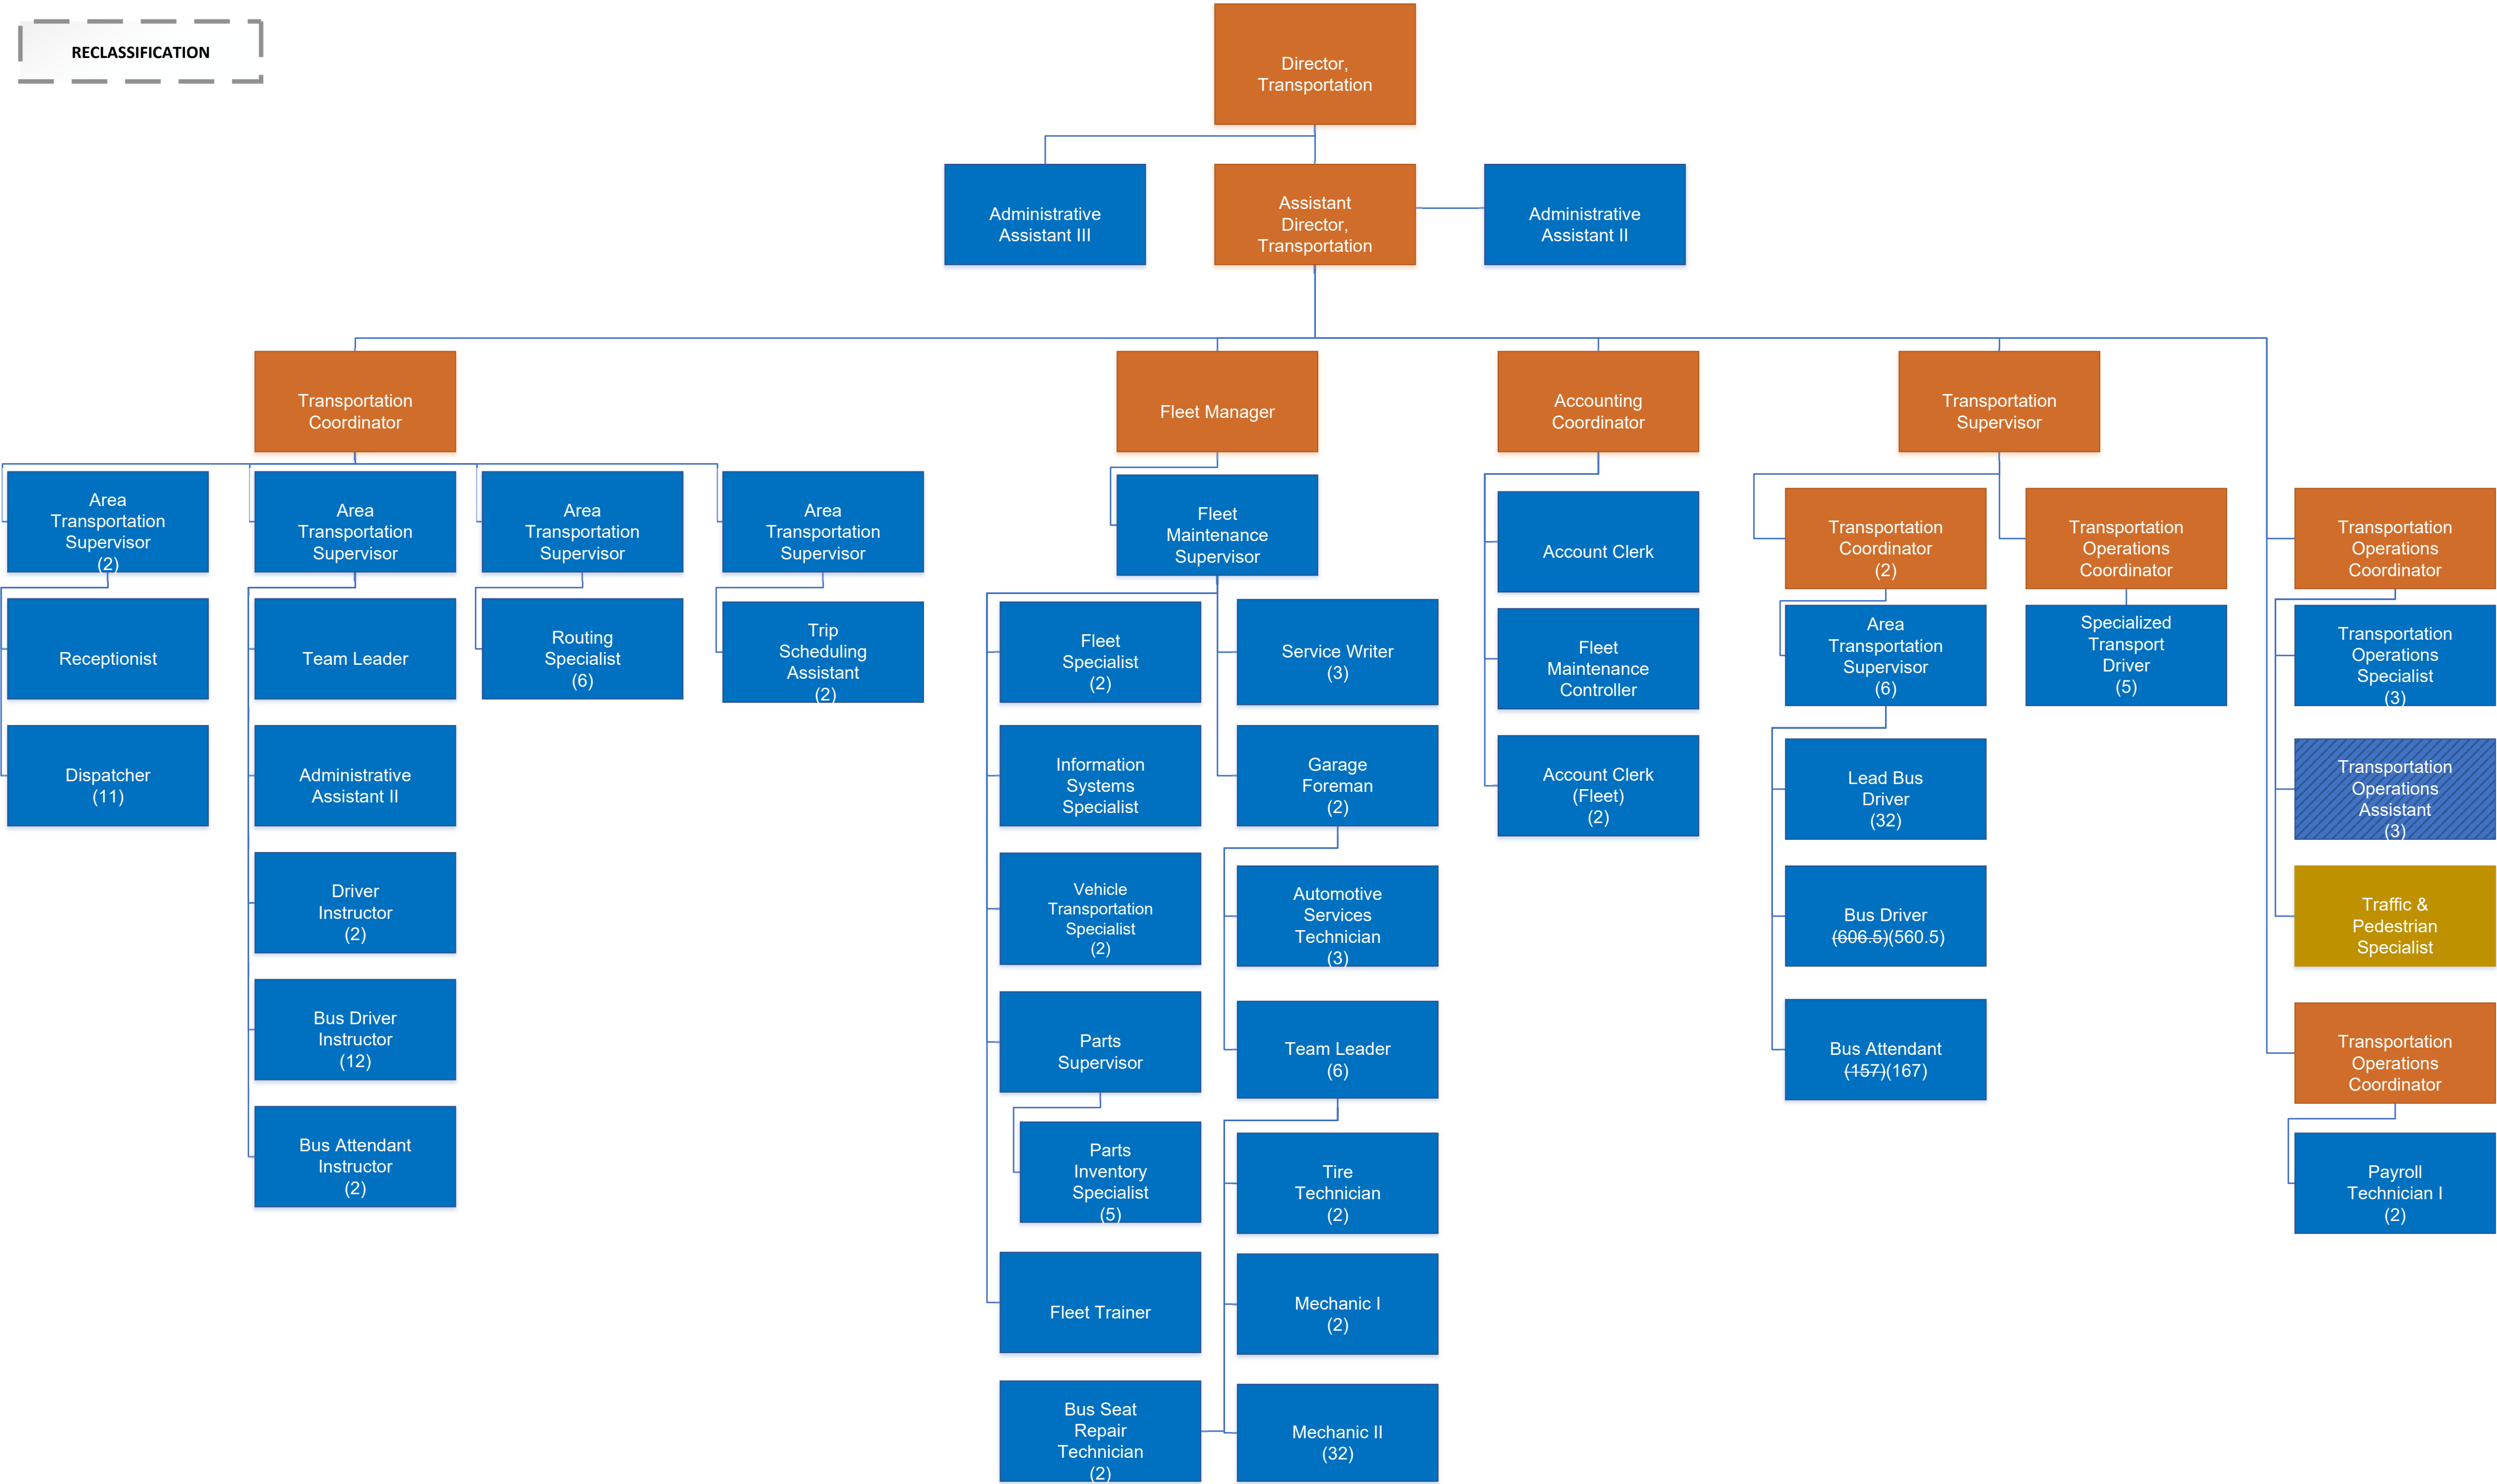 RECLASSIFICATION
Director,
Transportation
Administrative
Assistant III
Assistant
Director,
Transportation
Administrative
Assistant II
Transportation
Coordinator
Fleet Manager
Accounting
Coordinator
Transportation
Supervisor
Area
Transportation
Supervisor
(2)
Receptionist
Dispatcher
(11)
Area
Transportation
Supervisor
Team Leader
Administrative
Assistant II
Driver
Instructor
(2)
Bus Driver
Instructor
(12)
Bus Attendant
Instructor
(2)
Area
Transportation
Supervisor
Routing
Specialist
(6)
Area
Transportation
Supervisor
Trip
Scheduling
Assistant
(2)
Fleet
Maintenance
Supervisor
Fleet
Specialist
(2)
Information
Systems
Specialist
Vehicle
Transportation
Specialist
(2)
Parts
Supervisor
Parts
Inventory
Specialist
(5)
Fleet Trainer
Bus Seat
Repair
Technician
(2)
Service Writer
(3)
Garage
Foreman
(2)
Automotive
Services
Technician
(3)
Team Leader
(6)
Tire
Technician
(2)
Mechanic I
(2)
Mechanic II
(32)
Account Clerk
Fleet
Maintenance
Controller
Account Clerk
(Fleet)
(2)
Transportation
Coordinator
(2)
Area
Transportation
Supervisor
(6)
Lead Bus
Driver
(32)
Bus Driver
(606.5)(560.5)
Bus Attendant
(157)(167)
Transportation
Operations
Coordinator
Specialized
Transport
Driver
(5)
Transportation
Operations
Coordinator
Transportation
Operations
Specialist
(3)
Transportation
Operations
Assistant
(3)
Traffic &
Pedestrian
Specialist
Transportation
Operations
Coordinator
Payroll
Technician I
(2)